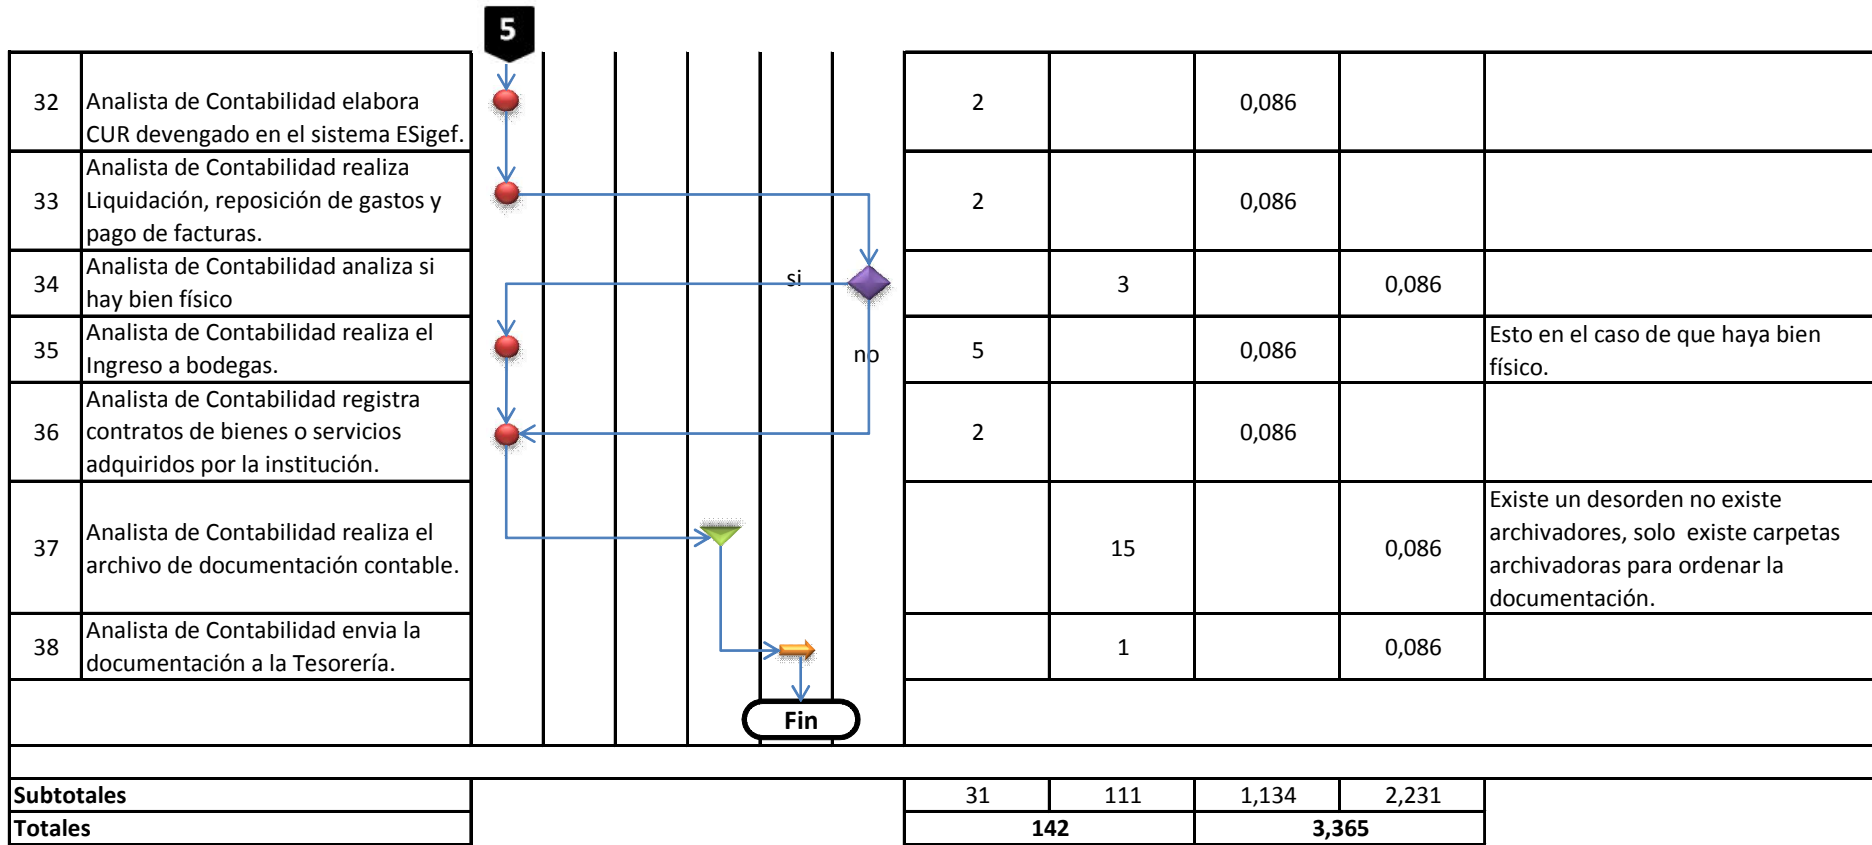 5
32
Analista de Contabilidad elabora
CUR devengado en el sistema ESigef.
2
0,086
33
Analista de Contabilidad realiza
Liquidación, reposición de gastos y
pago de facturas.
2
0,086
34
Analista de Contabilidad analiza si
hay bien físico
si
3
0,086
35
Analista de Contabilidad realiza el
Ingreso a bodegas.
no
5
0,086
Esto en el caso de que haya bien
físico.
36
Analista de Contabilidad registra
contratos de bienes o servicios
adquiridos por la institución.
2
0,086
37
Analista de Contabilidad realiza el
archivo de documentación contable.
15
0,086
Existe un desorden no existe
archivadores, solo existe carpetas
archivadoras para ordenar la
documentación.
38
Analista de Contabilidad envia la
documentación a la Tesorería.
1
0,086
Fin
Subtotales
31
111
1,134
2,231
Totales
142
3,365